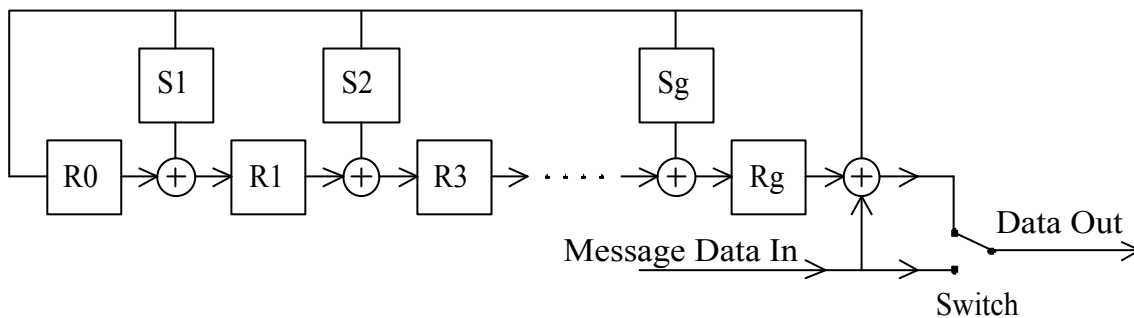 S1 S2 Sg
R0 R1 R3 Rg
Data Out
Message Data In
Switch